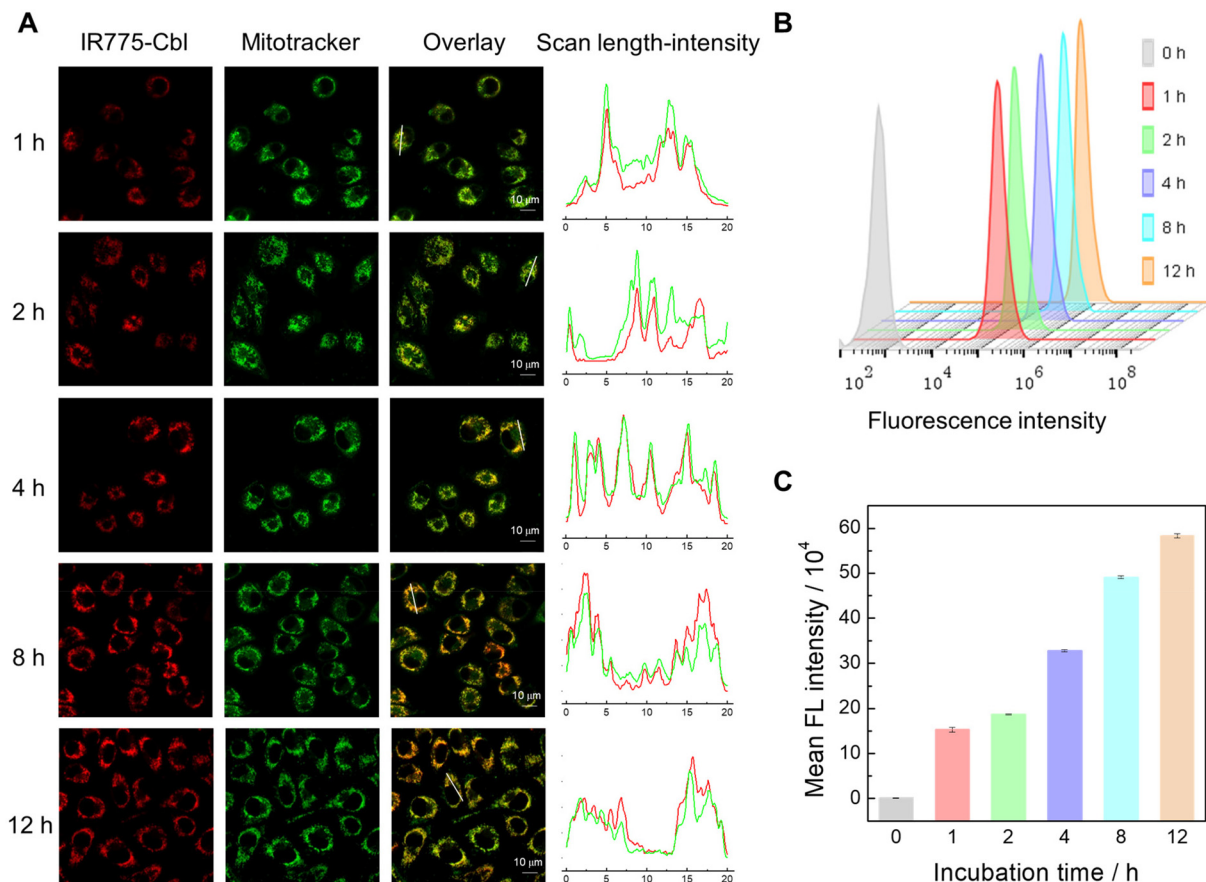 A
IR775-Cbl Mitotracker Overlay Scan length-intensity
1 h
10 μm
0 5 10 15 20
2 h
10 μm
0 5 10 15 20
4 h
10 μm
0 5 10 15 20
8 h
10 μm
0 5 10 15 20
12 h
10 μm
0 5 10 15 20
B
0 h
1 h
2 h
4 h
8 h
12 h
10² 10⁴ 10⁶ 10⁸
Fluorescence intensity
C
Mean FL intensity / 10⁴
60
50
40
30
20
10
0
0 1 2 4 8 12
Incubation time / h